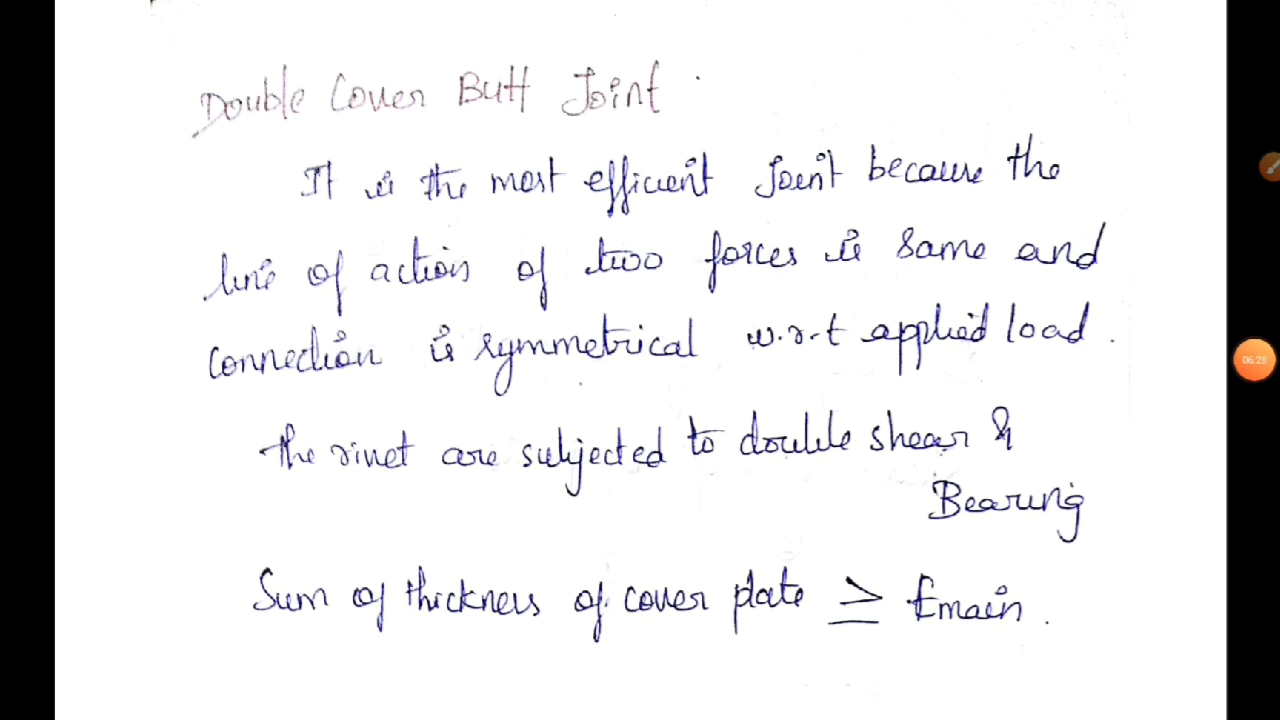 Double Cover Butt Joint.
It is the most efficient Joint because the
line of action of two forces is same and
connection is symmetrical w.r.t applied load.
the rivet are subjected to double shear &
Bearing
Sum of thickness of cover plate ≥ tmain.
06:28